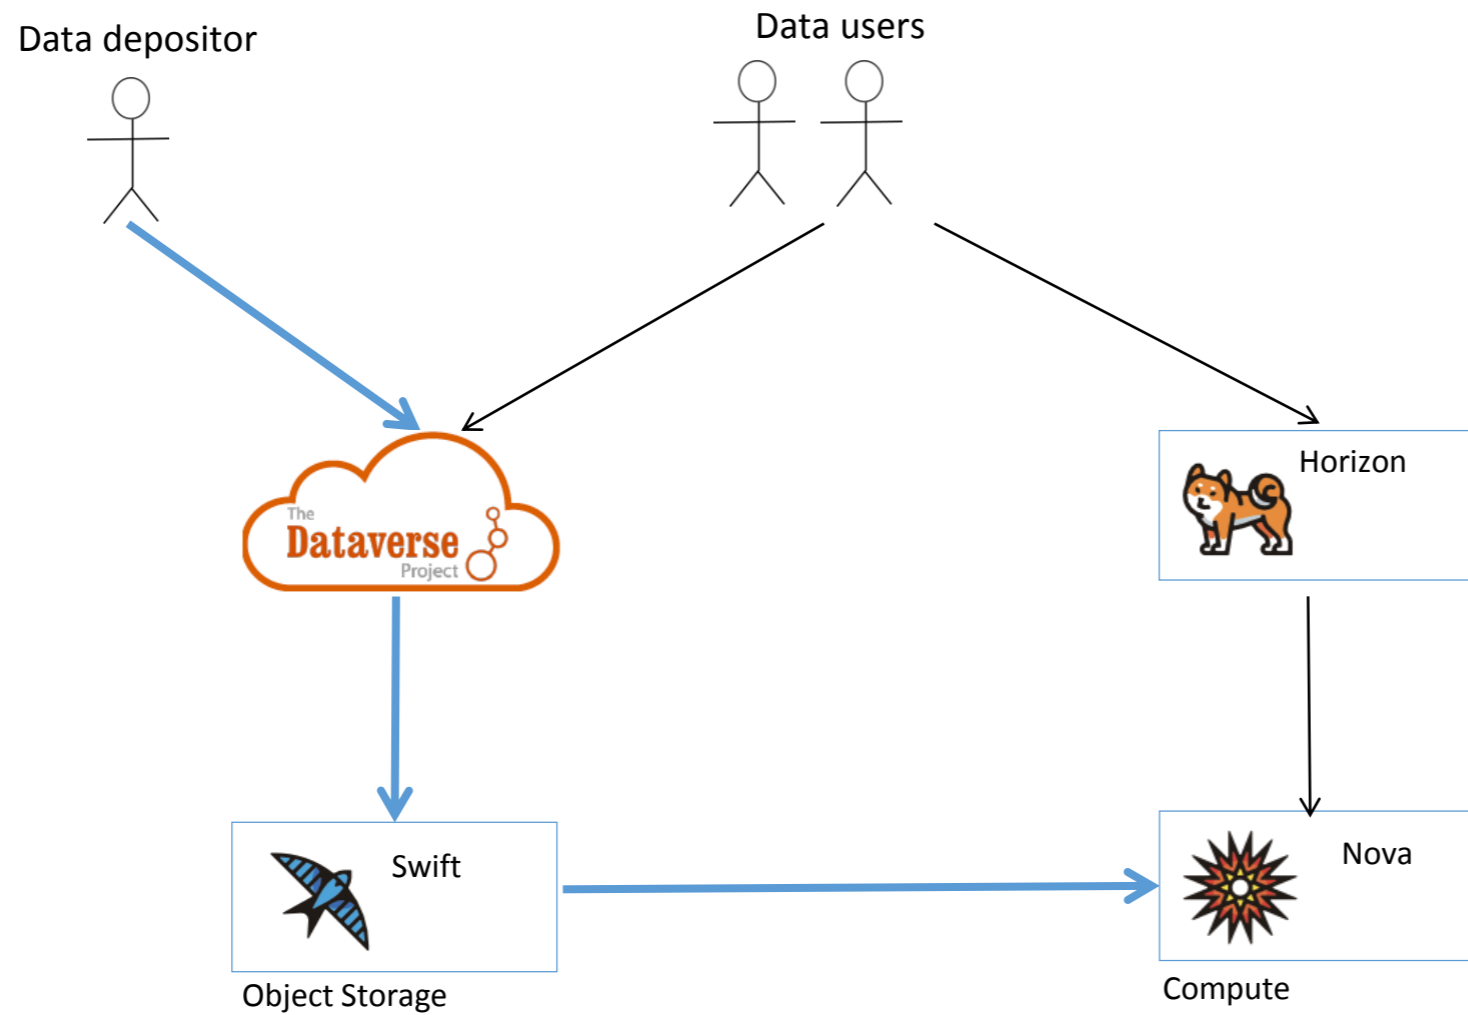 Data depositor
Data users
The
Dataverse
Project
Horizon
Swift
Nova
Object Storage
Compute